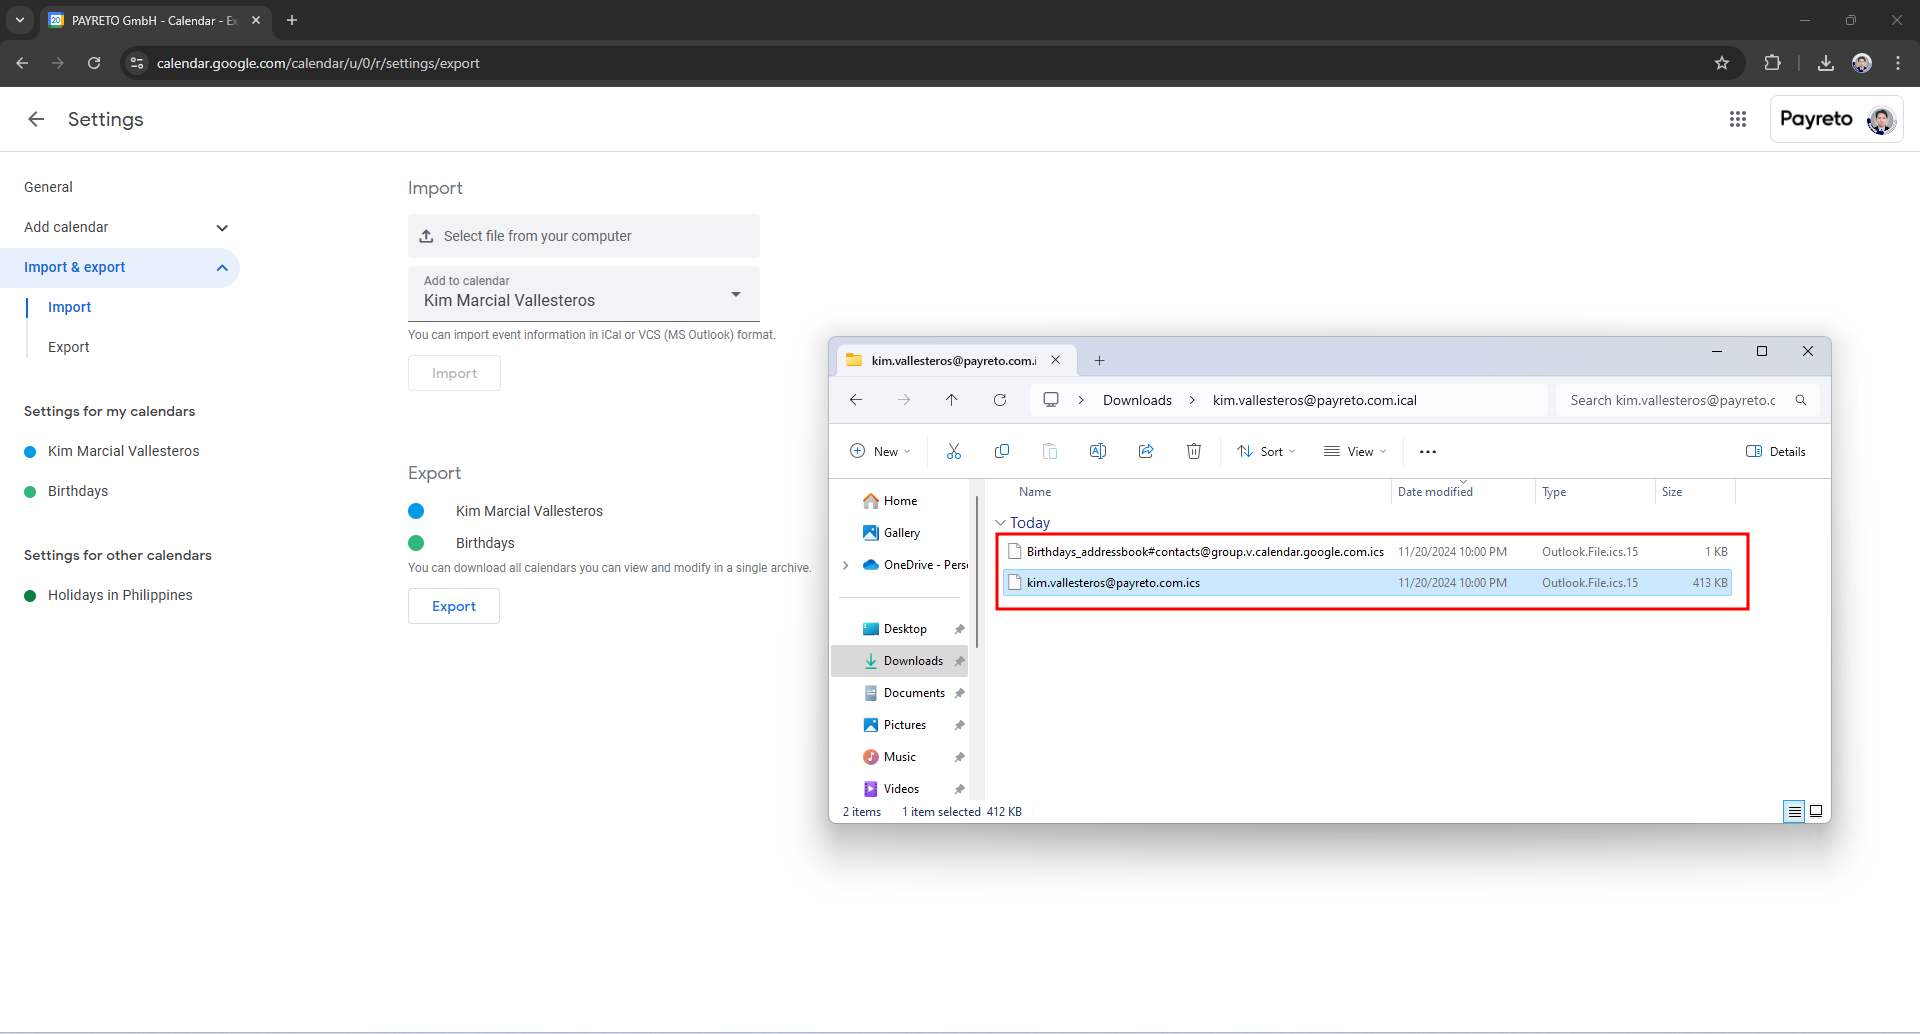 PAYRETO GmbH - Calendar - Ex
calendar.google.com/calendar/u/0/r/settings/export
Settings
Payreto
General
Add calendar
Import & export
Import
Export
Settings for my calendars
Kim Marcial Vallesteros
Birthdays
Settings for other calendars
Holidays in Philippines
Import
Select file from your computer
Add to calendar
Kim Marcial Vallesteros
You can import event information in iCal or VCS (MS Outlook) format.
Import
Export
Kim Marcial Vallesteros
Birthdays
You can download all calendars you can view and modify in a single archive.
Export
kim.vallesteros@payreto.com.i
Downloads
kim.vallesteros@payreto.com.ical
Search kim.vallesteros@payreto.c
New
Sort
View
Details
Home
Gallery
OneDrive - Perso
Desktop
Downloads
Documents
Pictures
Music
Videos
Name Date modified Type Size
Today
Birthdays_addressbook#contacts@group.v.calendar.google.com.ics 11/20/2024 10:00 PM Outlook.File.ics.15 1 KB
kim.vallesteros@payreto.com.ics 11/20/2024 10:00 PM Outlook.File.ics.15 413 KB
2 items 1 item selected 412 KB